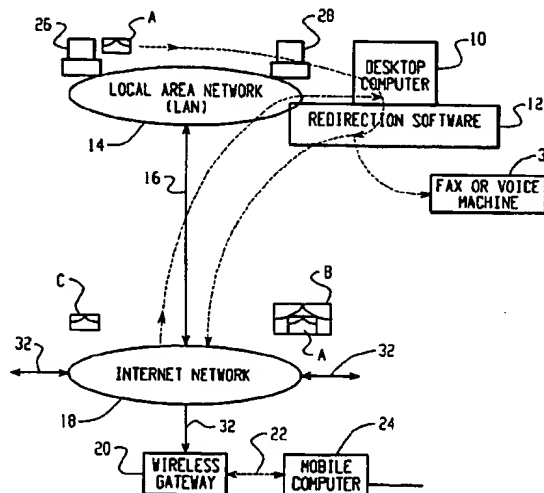 26
A
28
10
DESKTOP
COMPUTER
LOCAL AREA NETWORK
(LAN)
REDIRECTION SOFTWARE
12
14
16
3
FAX OR VOICE
MACHINE
C
B
A
32
32
INTERNET NETWORK
18
32
20
22
24
WIRELESS
GATEWAY
MOBILE
COMPUTER